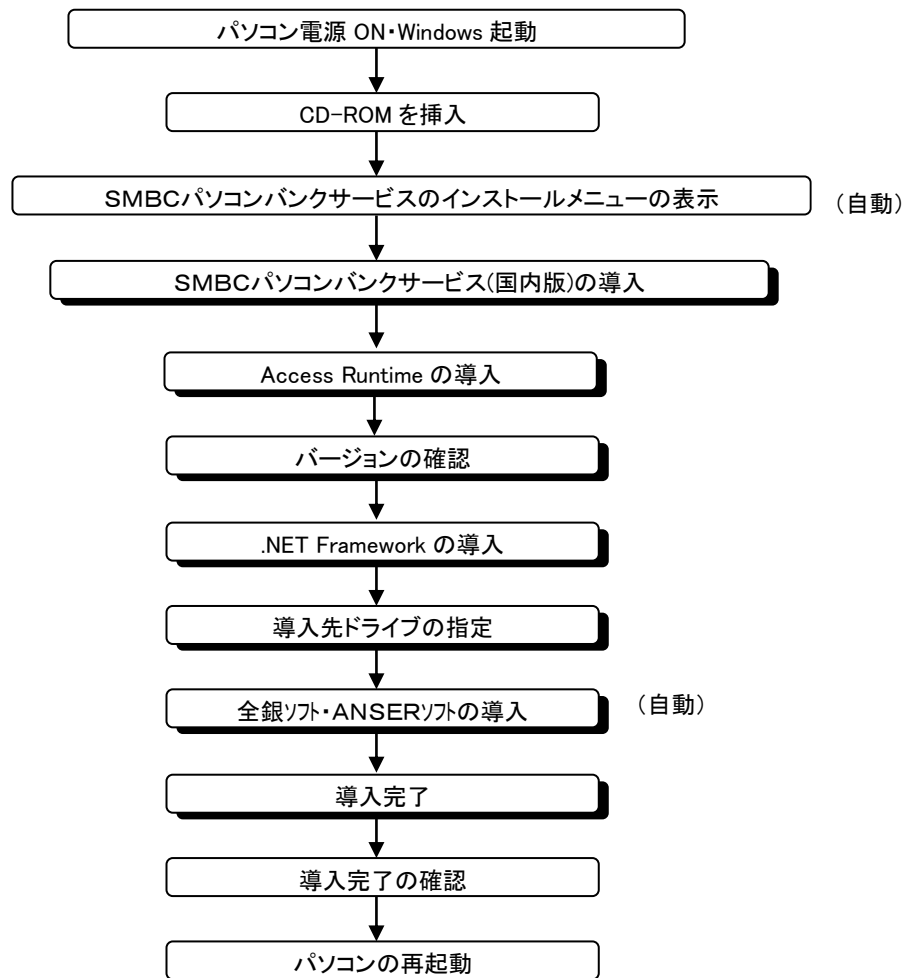 パソコン電源 ON・Windows 起動
CD-ROM を挿入
ＳＭＢＣパソコンバンクサービスのインストールメニューの表示 （自動）
ＳＭＢＣパソコンバンクサービス(国内版)の導入
Access Runtime の導入
バージョンの確認
.NET Framework の導入
導入先ドライブの指定
全銀ｿﾌﾄ・ＡＮＳＥＲｿﾌﾄの導入 （自動）
導入完了
導入完了の確認
パソコンの再起動